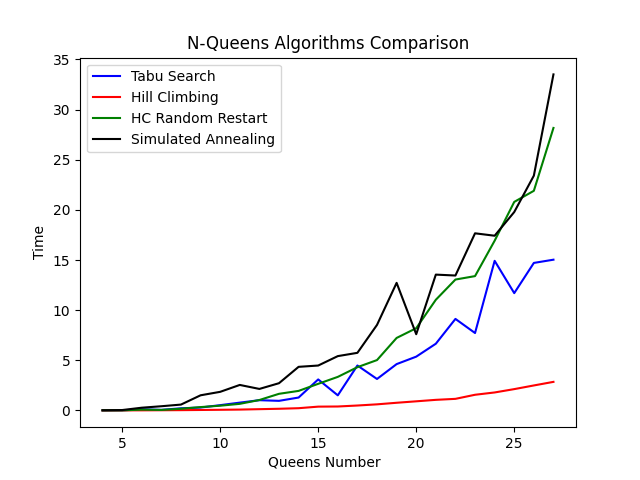 N-Queens Algorithms Comparison
35
30
25
20
15
10
5
0
Time
Tabu Search
Hill Climbing
HC Random Restart
Simulated Annealing
5 10 15 20 25
Queens Number